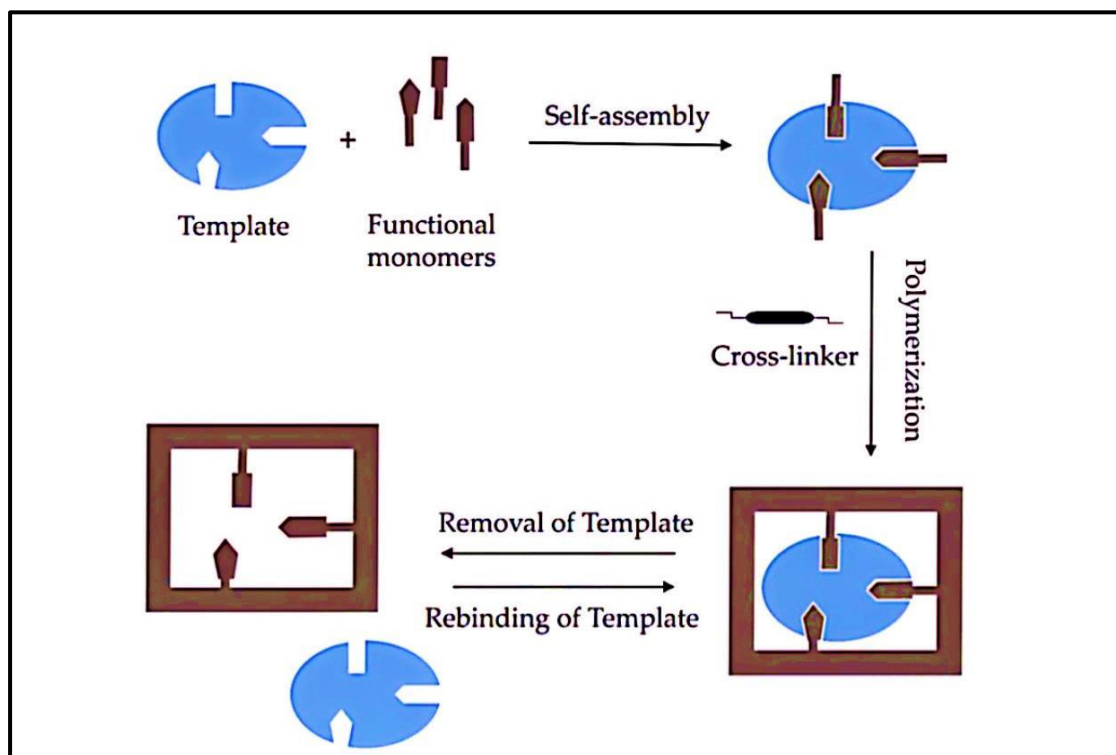 Template
+
Functional
monomers
Self-assembly
Cross-linker
Polymerization
Removal of Template
Rebinding of Template